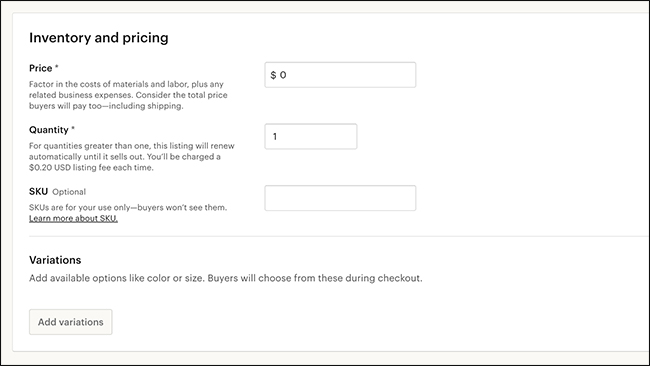 Inventory and pricing
Price *
$ 0
Factor in the costs of materials and labor, plus any
related business expenses. Consider the total price
buyers will pay too—including shipping.
Quantity *
1
For quantities greater than one, this listing will renew
automatically until it sells out. You'll be charged a
$0.20 USD listing fee each time.
SKU Optional
SKUs are for your use only—buyers won't see them.
Learn more about SKU.
Variations
Add available options like color or size. Buyers will choose from these during checkout.
Add variations